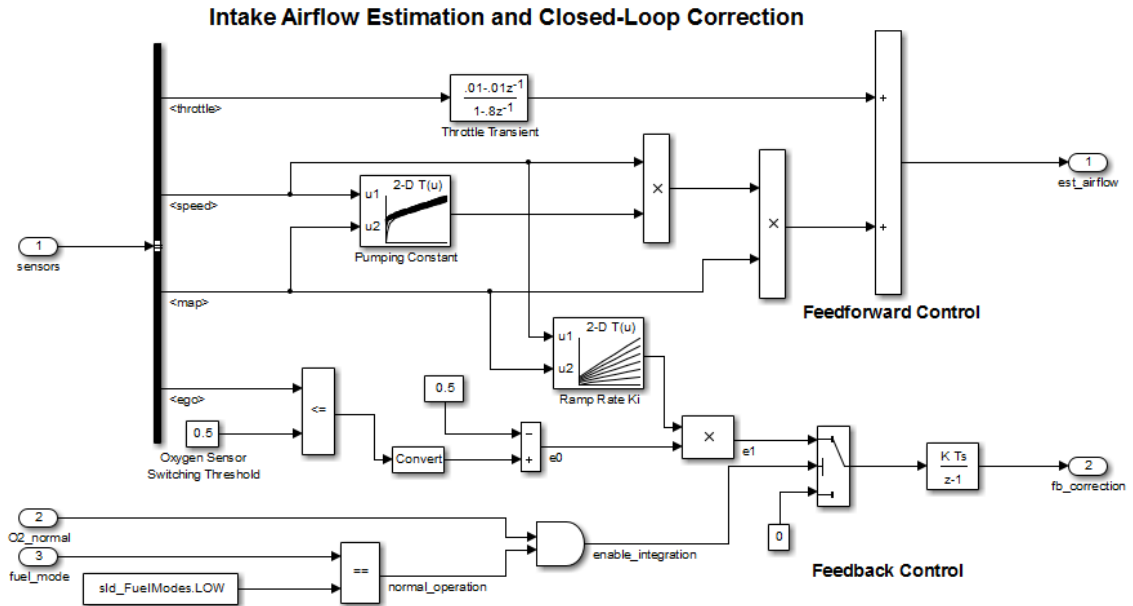 Intake Airflow Estimation and Closed-Loop Correction
<throttle>
.01-.01z-1
1-.8z-1
Throttle Transient
1
est_airflow
<speed>
2-D T(u)
u1
u2
Pumping Constant
×
×
+
+
1
sensors
<map>
Feedforward Control
2-D T(u)
u1
u2
Ramp Rate Ki
<ego>
0.5
Oxygen Sensor
Switching Threshold
<=
Convert
0.5
−
+
e0
×
e1
0
K Ts
z-1
2
fb_correction
2
O2_normal
3
fuel_mode
sld_FuelModes.LOW
==
normal_operation
enable_integration
Feedback Control